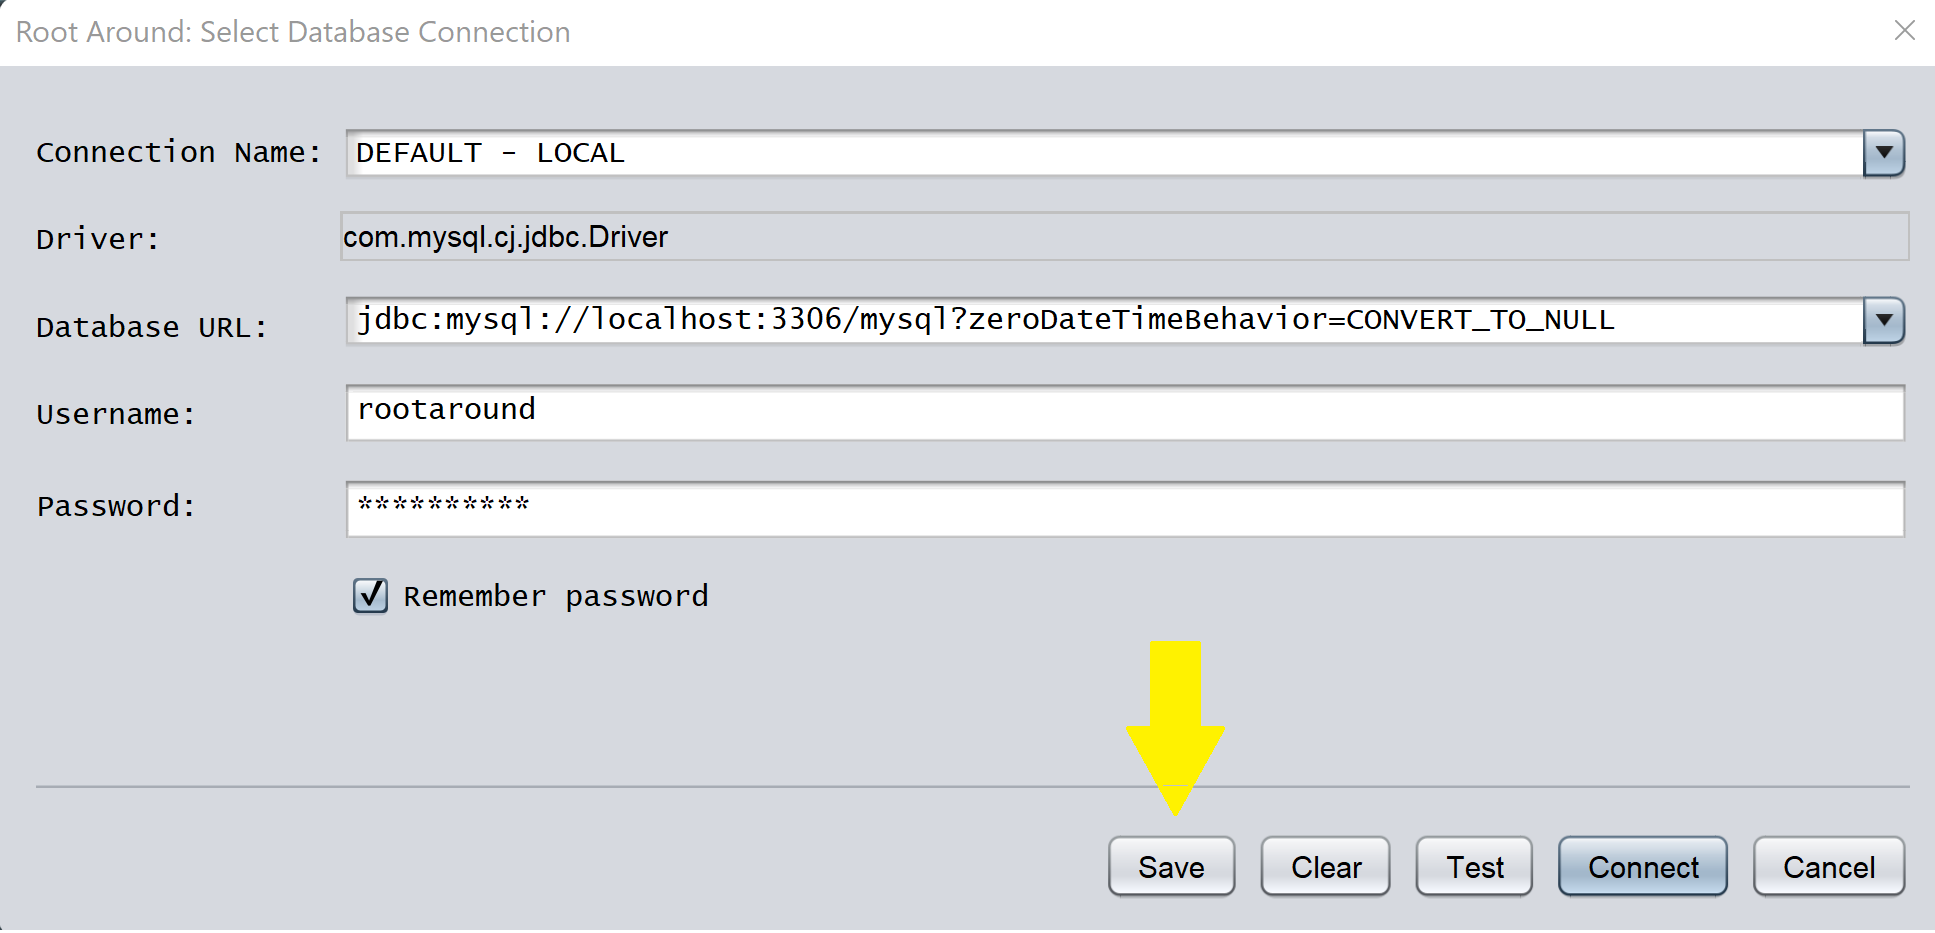 Root Around: Select Database Connection
Connection Name: DEFAULT - LOCAL
Driver: com.mysql.cj.jdbc.Driver
Database URL: jdbc:mysql://localhost:3306/mysql?zeroDateTimeBehavior=CONVERT_TO_NULL
Username: rootaround
Password: **********
Remember password
Save Clear Test Connect Cancel